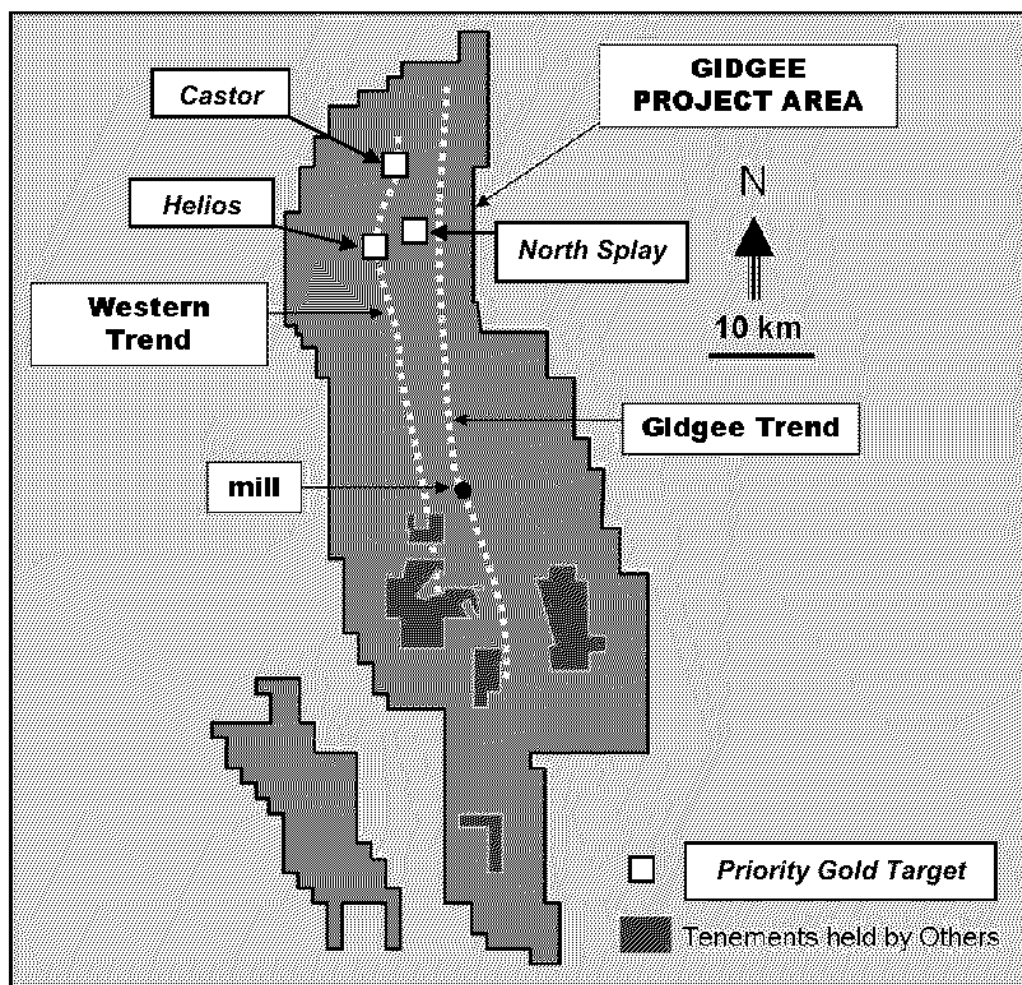 GIDGEE
PROJECT AREA
Castor
N
Helios
North Splay
Western
Trend
10 km
Gidgee Trend
mill
Priority Gold Target
Tenements held by Others